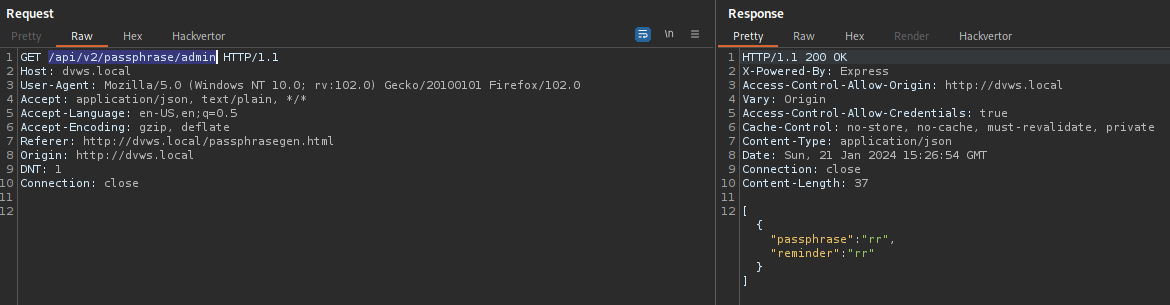 Request
Pretty Raw Hex Hackvertor
\n
1 GET /api/v2/passphrase/admin HTTP/1.1
2 Host: dvws.local
3 User-Agent: Mozilla/5.0 (Windows NT 10.0; rv:102.0) Gecko/20100101 Firefox/102.0
4 Accept: application/json, text/plain, */*
5 Accept-Language: en-US,en;q=0.5
6 Accept-Encoding: gzip, deflate
7 Referer: http://dvws.local/passphrasegen.html
8 Origin: http://dvws.local
9 DNT: 1
10 Connection: close
11
12
Response
Pretty Raw Hex Render Hackvertor
1 HTTP/1.1 200 OK
2 X-Powered-By: Express
3 Access-Control-Allow-Origin: http://dvws.local
4 Vary: Origin
5 Access-Control-Allow-Credentials: true
6 Cache-Control: no-store, no-cache, must-revalidate, private
7 Content-Type: application/json
8 Date: Sun, 21 Jan 2024 15:26:54 GMT
9 Connection: close
10 Content-Length: 37
11
12 [
{
"passphrase":"rr",
"reminder":"rr"
}
]